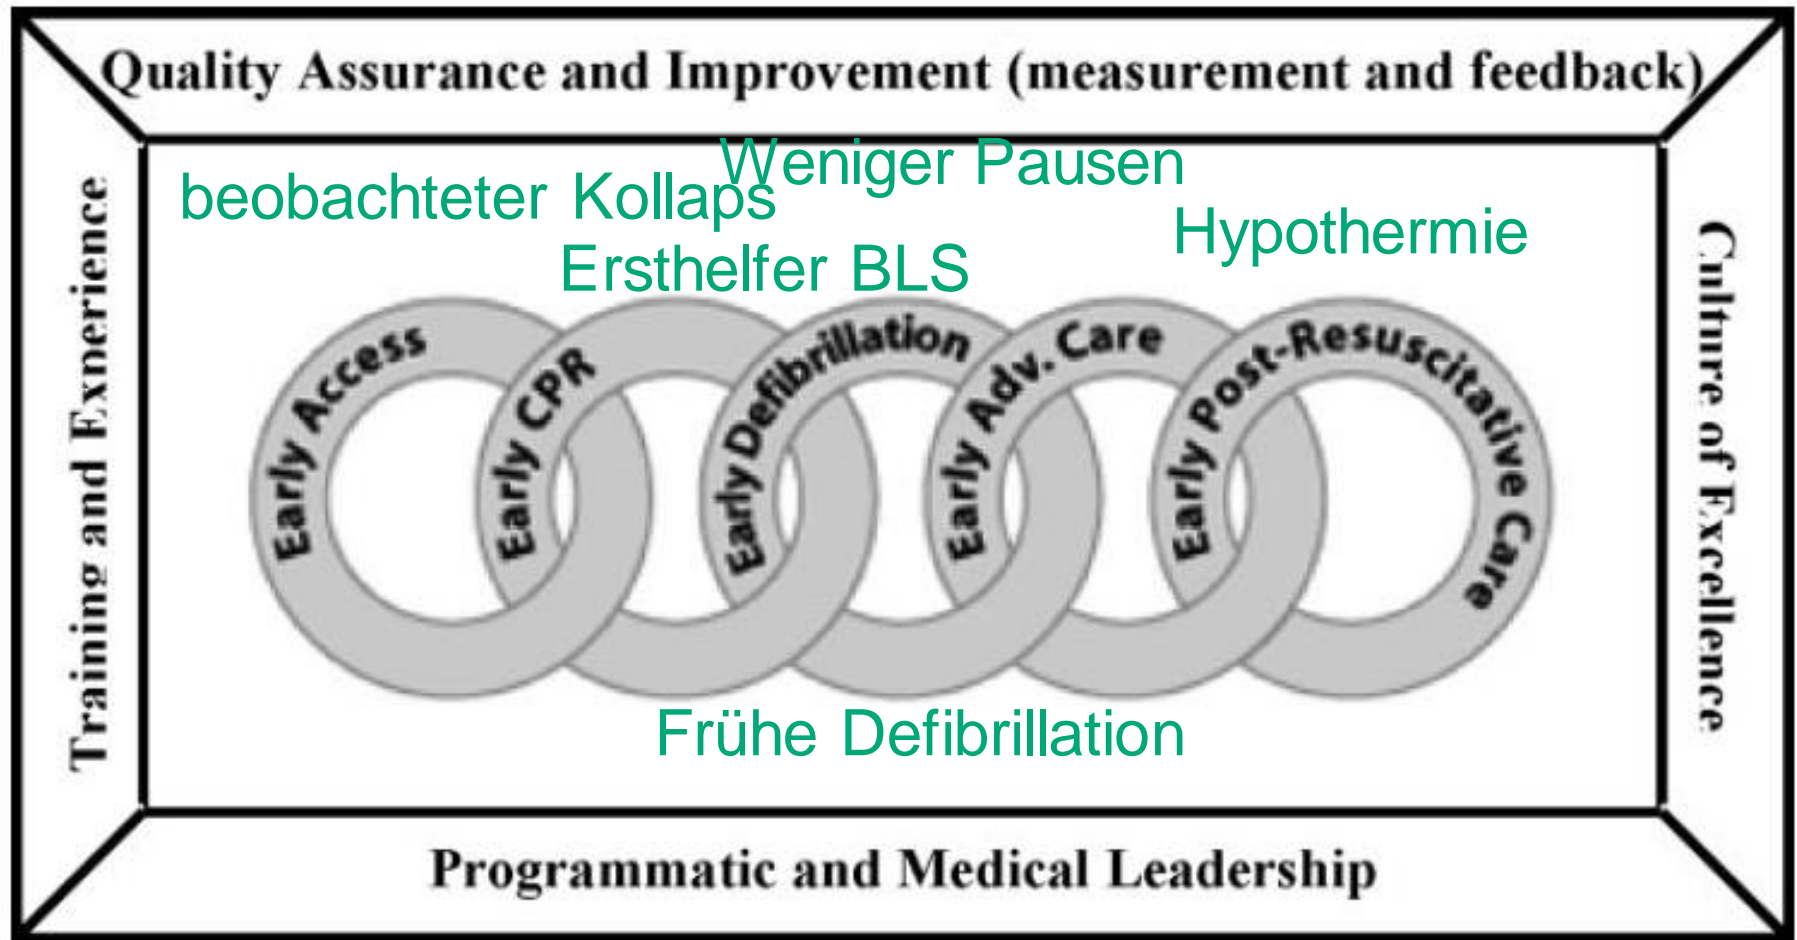 Quality Assurance and Improvement (measurement and feedback)
Training and Experience
Weniger Pausen
beobachteter Kollaps
Hypothermie
Ersthelfer BLS
Early Access
Early CPR
Early Defibrillation
Early Adv. Care
Early Post-Resuscitative Care
Frühe Defibrillation
Culture of Excellence
Programmatic and Medical Leadership